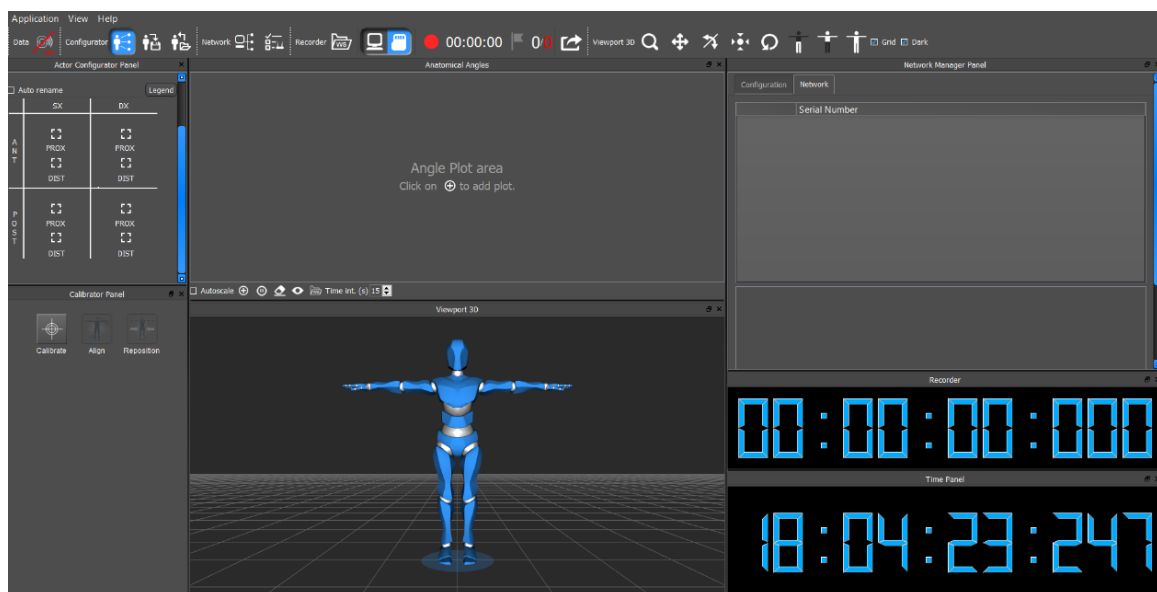 Application View Help
Data Configurator Network Recorder WS 00:00:00 0/0 Viewport 3D Grid Dark
Actor Configurator Panel
Auto rename Legend
SX DX
ANT
PROX PROX
DIST DIST
POST
PROX PROX
DIST DIST
Calibrator Panel
Calibrate Align Reposition
Anatomical Angles
Angle Plot area
Click on ⊕ to add plot.
Autoscale Time int. (s) 15
Viewport 3D
Network Manager Panel
Configuration Network
Serial Number
Recorder
00:00:00:000
Time Panel
18:04:23:247